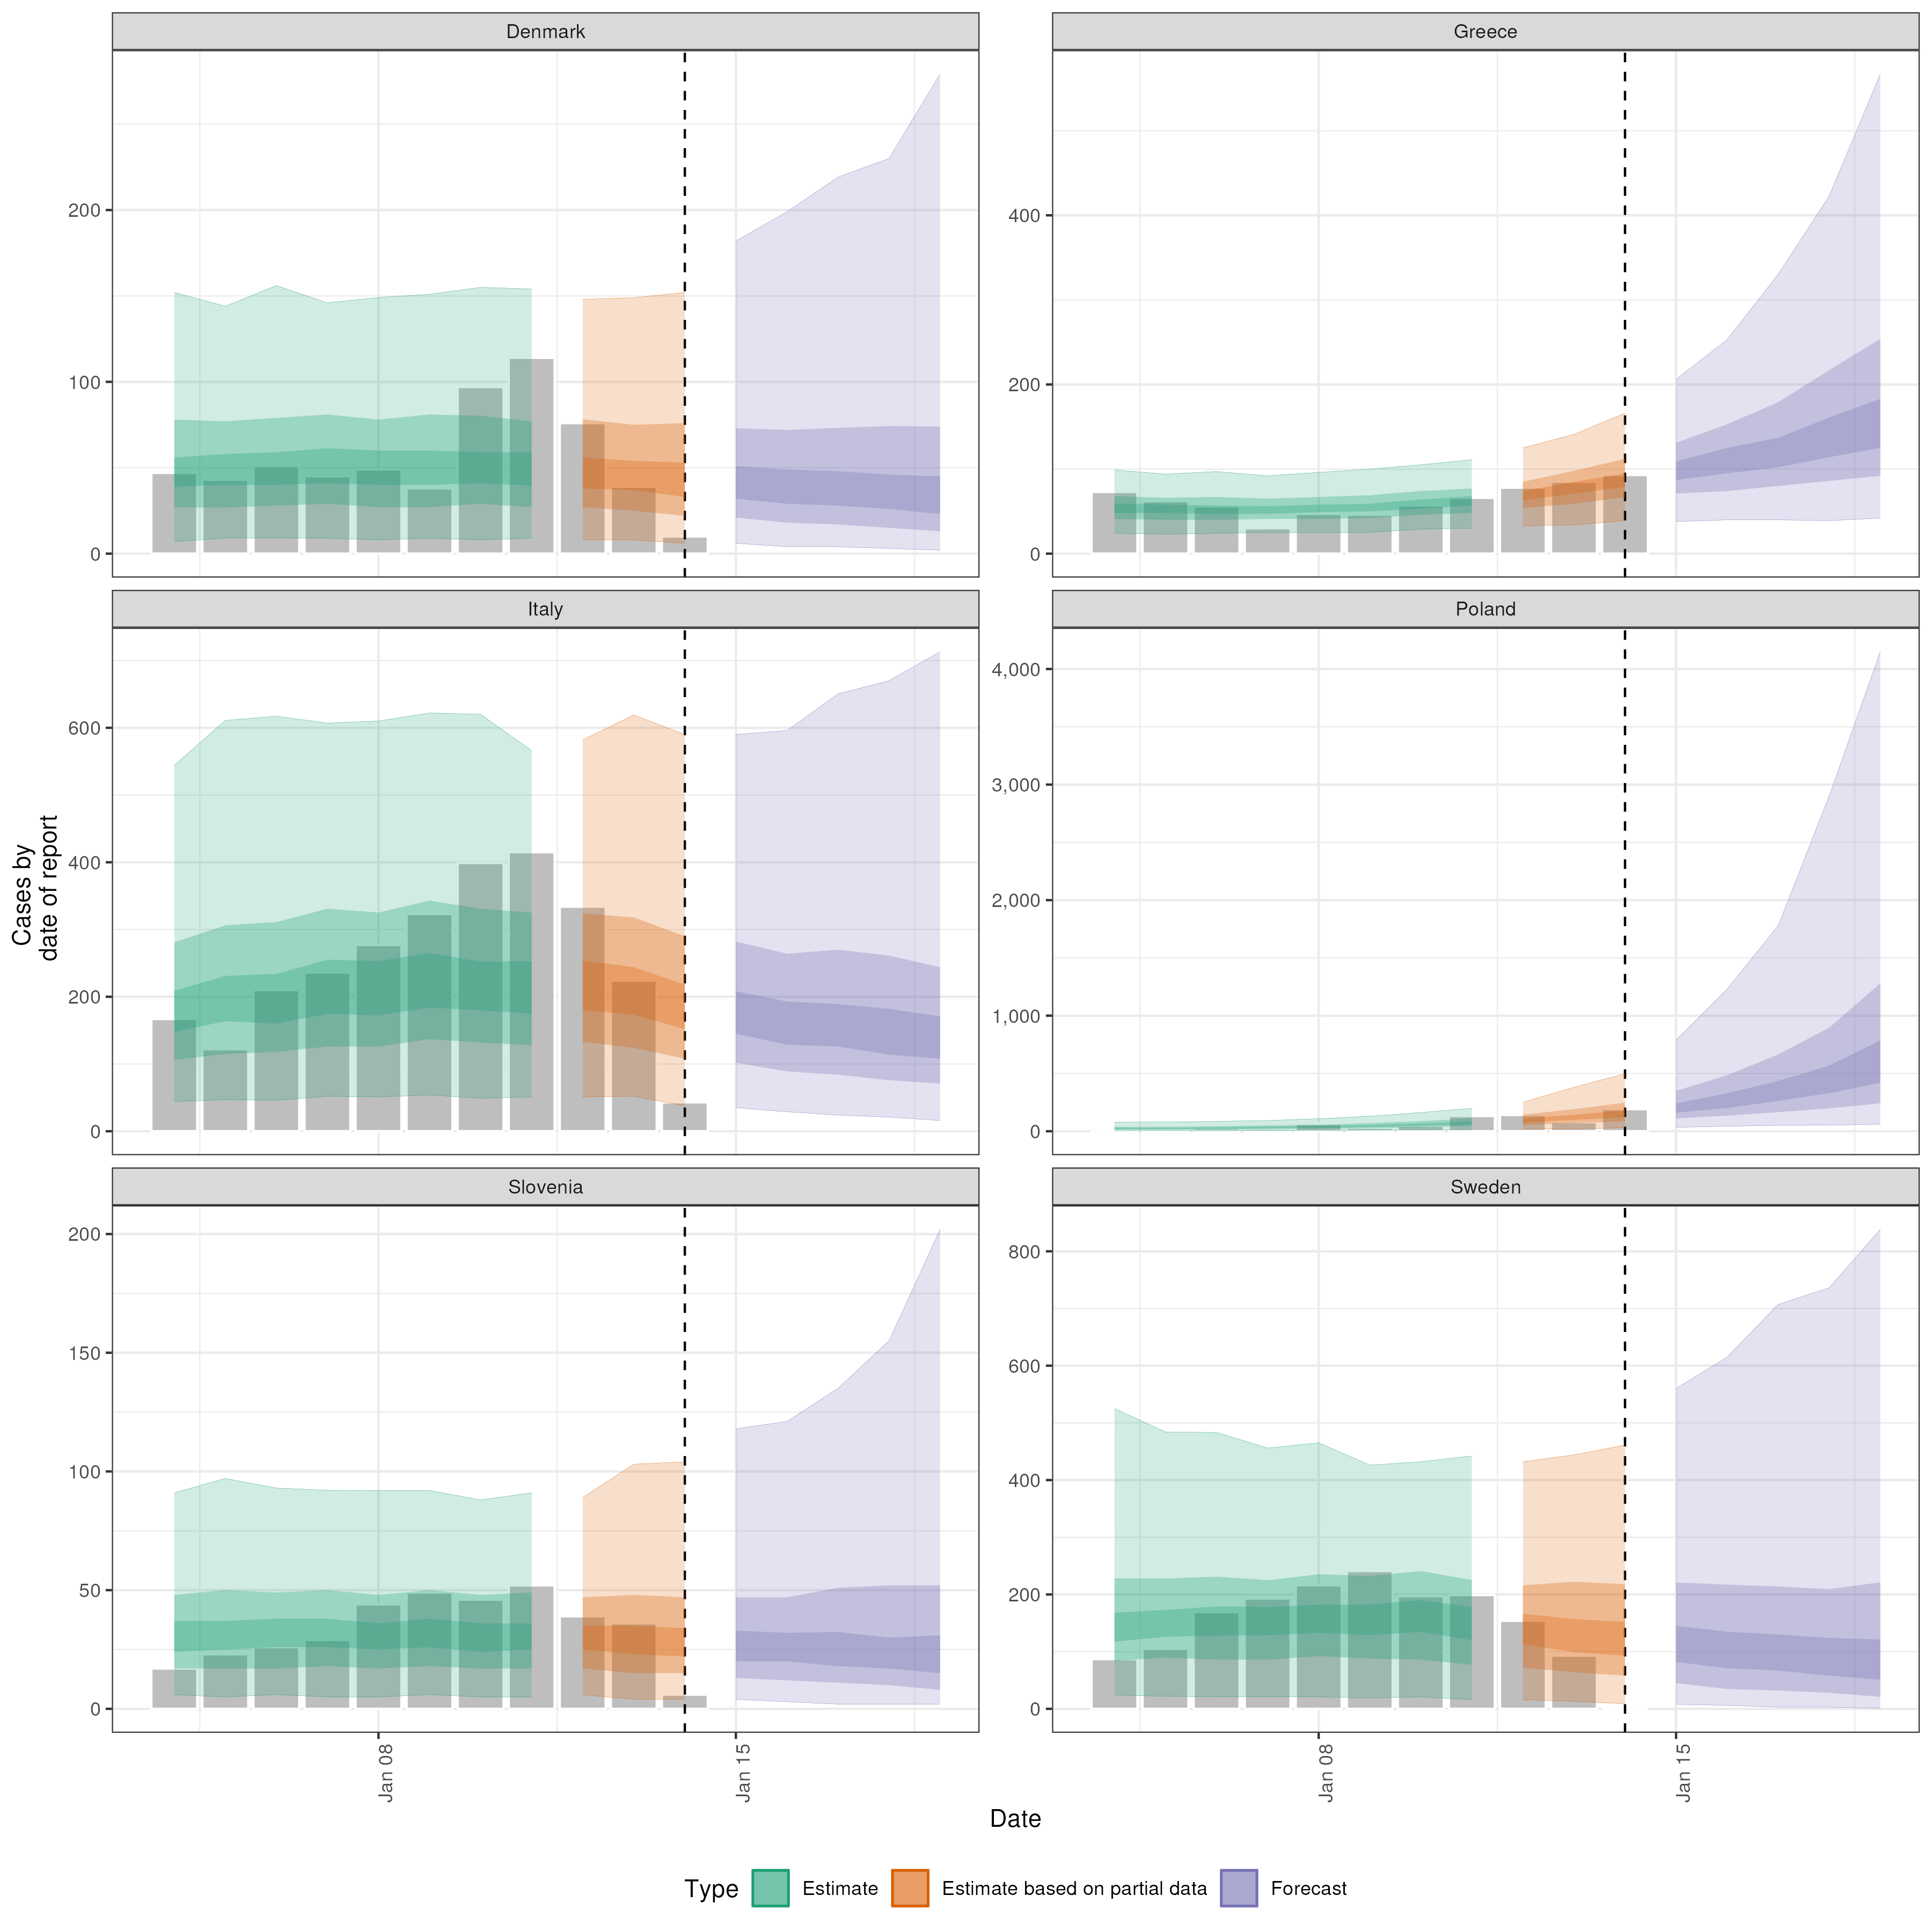 Denmark
Greece
200
100
0
400
200
0
Italy
Poland
600
400
200
0
4,000
3,000
2,000
1,000
0
Cases by
date of report
Slovenia
Sweden
200
150
100
50
0
800
600
400
200
0
Jan 08
Jan 15
Jan 08
Jan 15
Date
Type
Estimate
Estimate based on partial data
Forecast